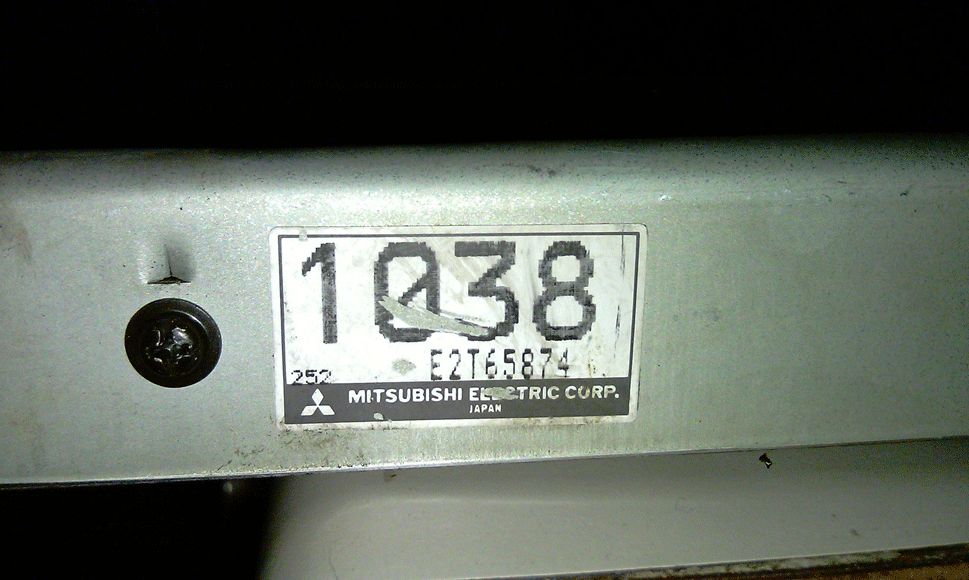 1038
E2T65874
252
MITSUBISHI ELECTRIC CORP.
JAPAN